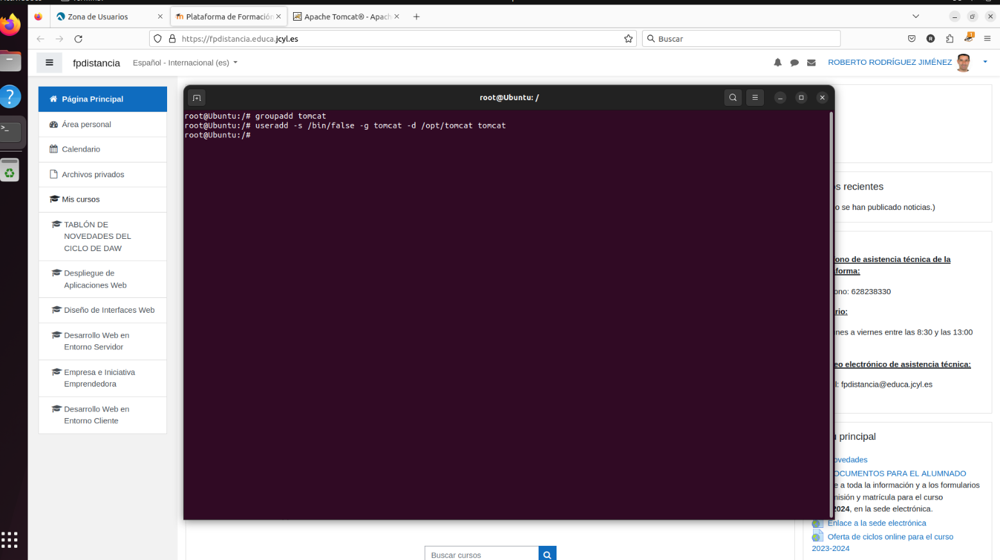 Zona de Usuarios
Plataforma de Formación
Apache Tomcat® - Apach
https://fpdistancia.educa.jcyl.es
Buscar
R
1
fpdistancia
Español - Internacional (es)
ROBERTO RODRÍGUEZ JIMÉNEZ
Página Principal
Área personal
Calendario
Archivos privados
Mis cursos
TABLÓN DE
NOVEDADES DEL
CICLO DE DAW
Despliegue de
Aplicaciones Web
Diseño de Interfaces Web
Desarrollo Web en
Entorno Servidor
Empresa e Iniciativa
Emprendedora
Desarrollo Web en
Entorno Cliente
root@Ubuntu: /
root@Ubuntu:/# groupadd tomcat
root@Ubuntu:/# useradd -s /bin/false -g tomcat -d /opt/tomcat tomcat
root@Ubuntu:/#
s recientes
o se han publicado noticias.)
ono de asistencia técnica de la
forma:
ono: 628238330
rio:
nes a viernes entre las 8:30 y las 13:00
eo electrónico de asistencia técnica:
l: fpdistancia@educa.jcyl.es
principal
ovedades
OCUMENTOS PARA EL ALUMNADO
e a toda la información y a los formularios
misión y matrícula para el curso
2024, en la sede electrónica.
Enlace a la sede electrónica
Oferta de ciclos online para el curso
2023-2024
Buscar cursos